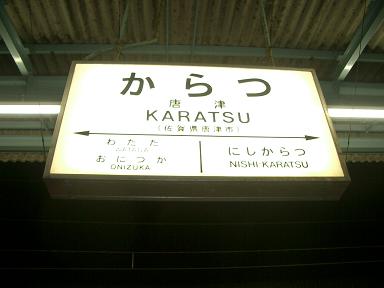 からつ
唐津
KARATSU
(佐賀県唐津市)
わただ
WATADA
おにつか
ONIZUKA
にしからつ
NISHI-KARATSU